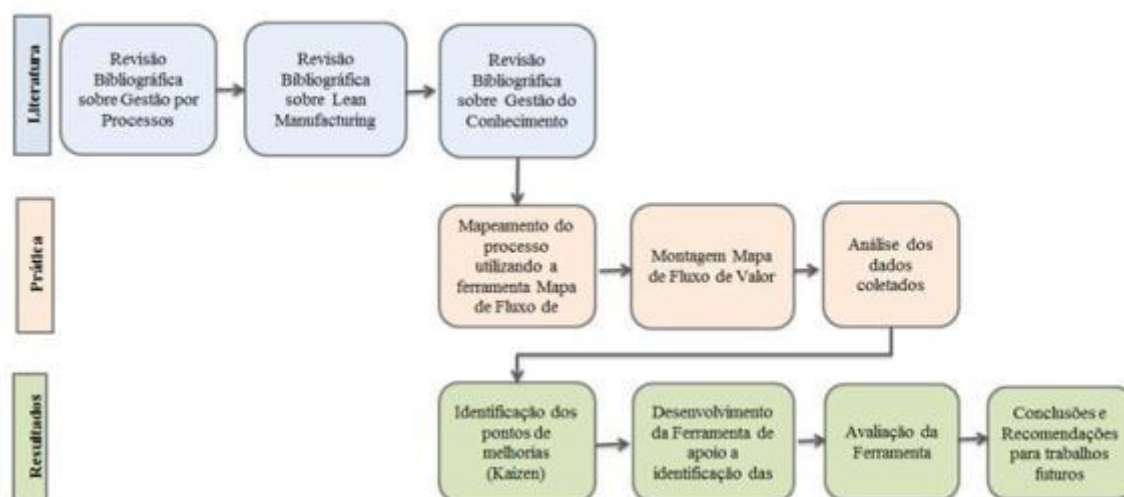 Literatura
Revisão
Bibliográfica
sobre Gestão por
Processos
Revisão
Bibliográfica
sobre Lean
Manufacturing
Revisão
Bibliográfica
sobre Gestão do
Conhecimento
Prática
Mapeamento do
processo
utilizando a
ferramenta Mapa
de Fluxo de
Montagem Mapa
de Fluxo de Valor
Análise dos
dados
coletados
Resultados
Identificação dos
pontos de
melhorias
(Kaizen)
Desenvolvimento
da Ferramenta de
apoio a
identificação das
Avaliação da
Ferramenta
Conclusões e
Recomendações
para trabalhos
futuros